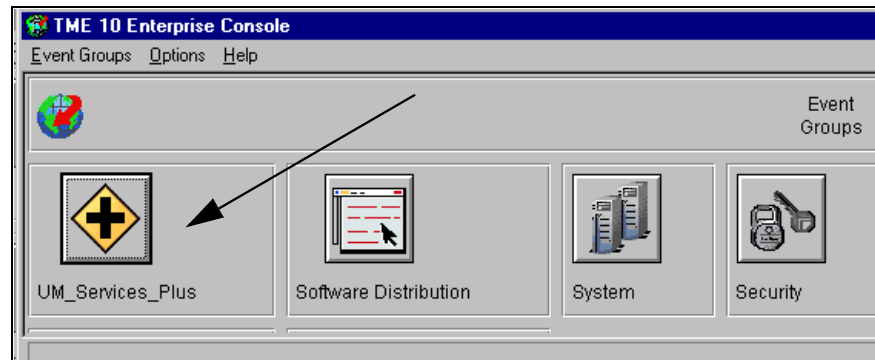 TME 10 Enterprise Console
Event Groups Options Help
Event
Groups
UM_Services_Plus
Software Distribution
System
Security